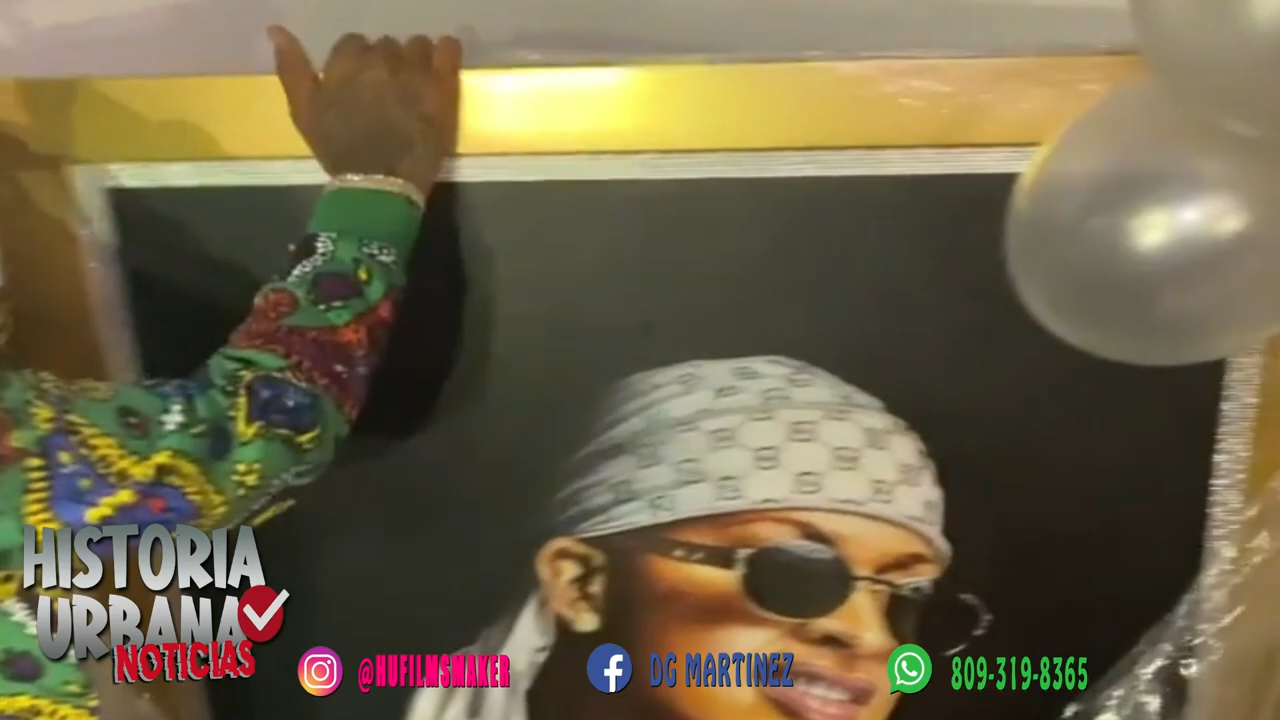 HISTORIA
URBANA
NOTICIAS
@HUFILMSMAKER
DG MARTINEZ
809-319-8365